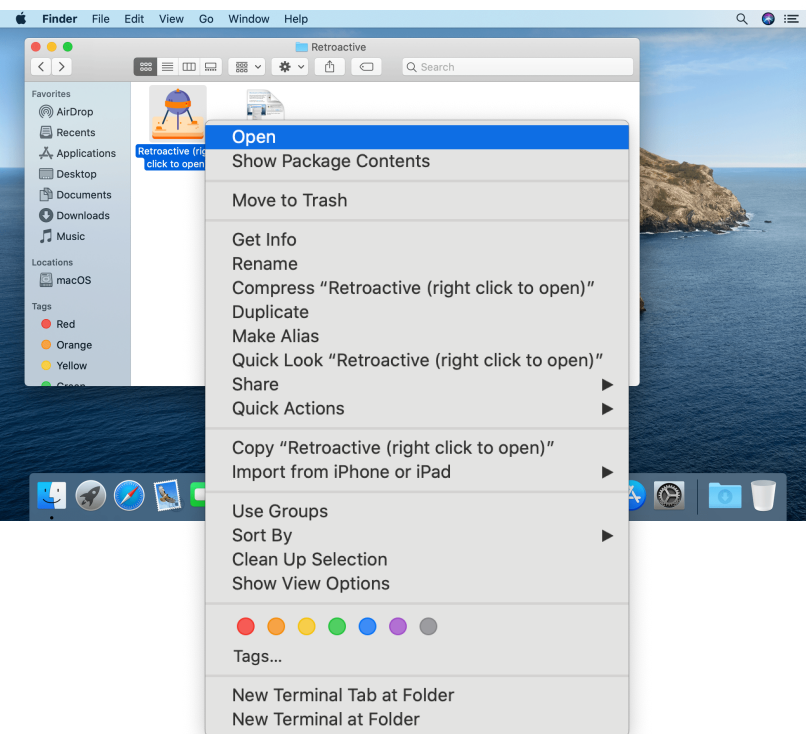 Finder File Edit View Go Window Help
Retroactive
Search
Favorites
AirDrop
Recents
Applications
Desktop
Documents
Downloads
Music
Locations
macOS
Tags
Red
Orange
Yellow
Green
Retroactive (rig
click to open
Open
Show Package Contents
Move to Trash
Get Info
Rename
Compress “Retroactive (right click to open)”
Duplicate
Make Alias
Quick Look “Retroactive (right click to open)”
Share
Quick Actions
Copy “Retroactive (right click to open)”
Import from iPhone or iPad
Use Groups
Sort By
Clean Up Selection
Show View Options
Tags...
New Terminal Tab at Folder
New Terminal at Folder